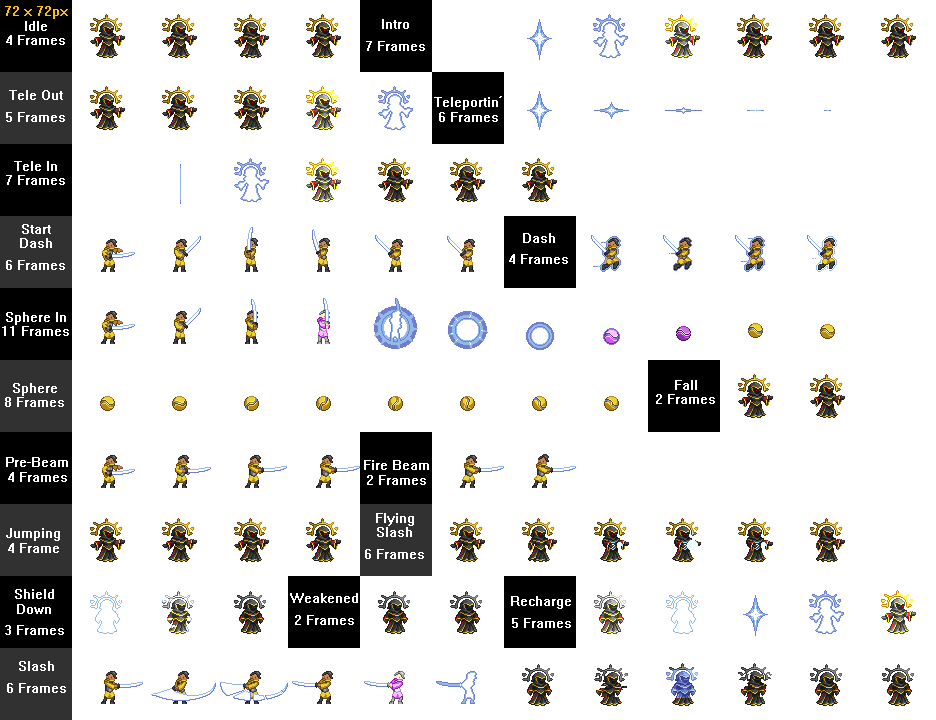 72 x 72px
Idle
4 Frames
Intro
7 Frames
Tele Out
5 Frames
Teleportin´
6 Frames
Tele In
7 Frames
Start
Dash
6 Frames
Dash
4 Frames
Sphere In
11 Frames
Sphere
8 Frames
Fall
2 Frames
Pre-Beam
4 Frames
Fire Beam
2 Frames
Jumping
4 Frame
Flying
Slash
6 Frames
Shield
Down
3 Frames
Weakened
2 Frames
Recharge
5 Frames
Slash
6 Frames